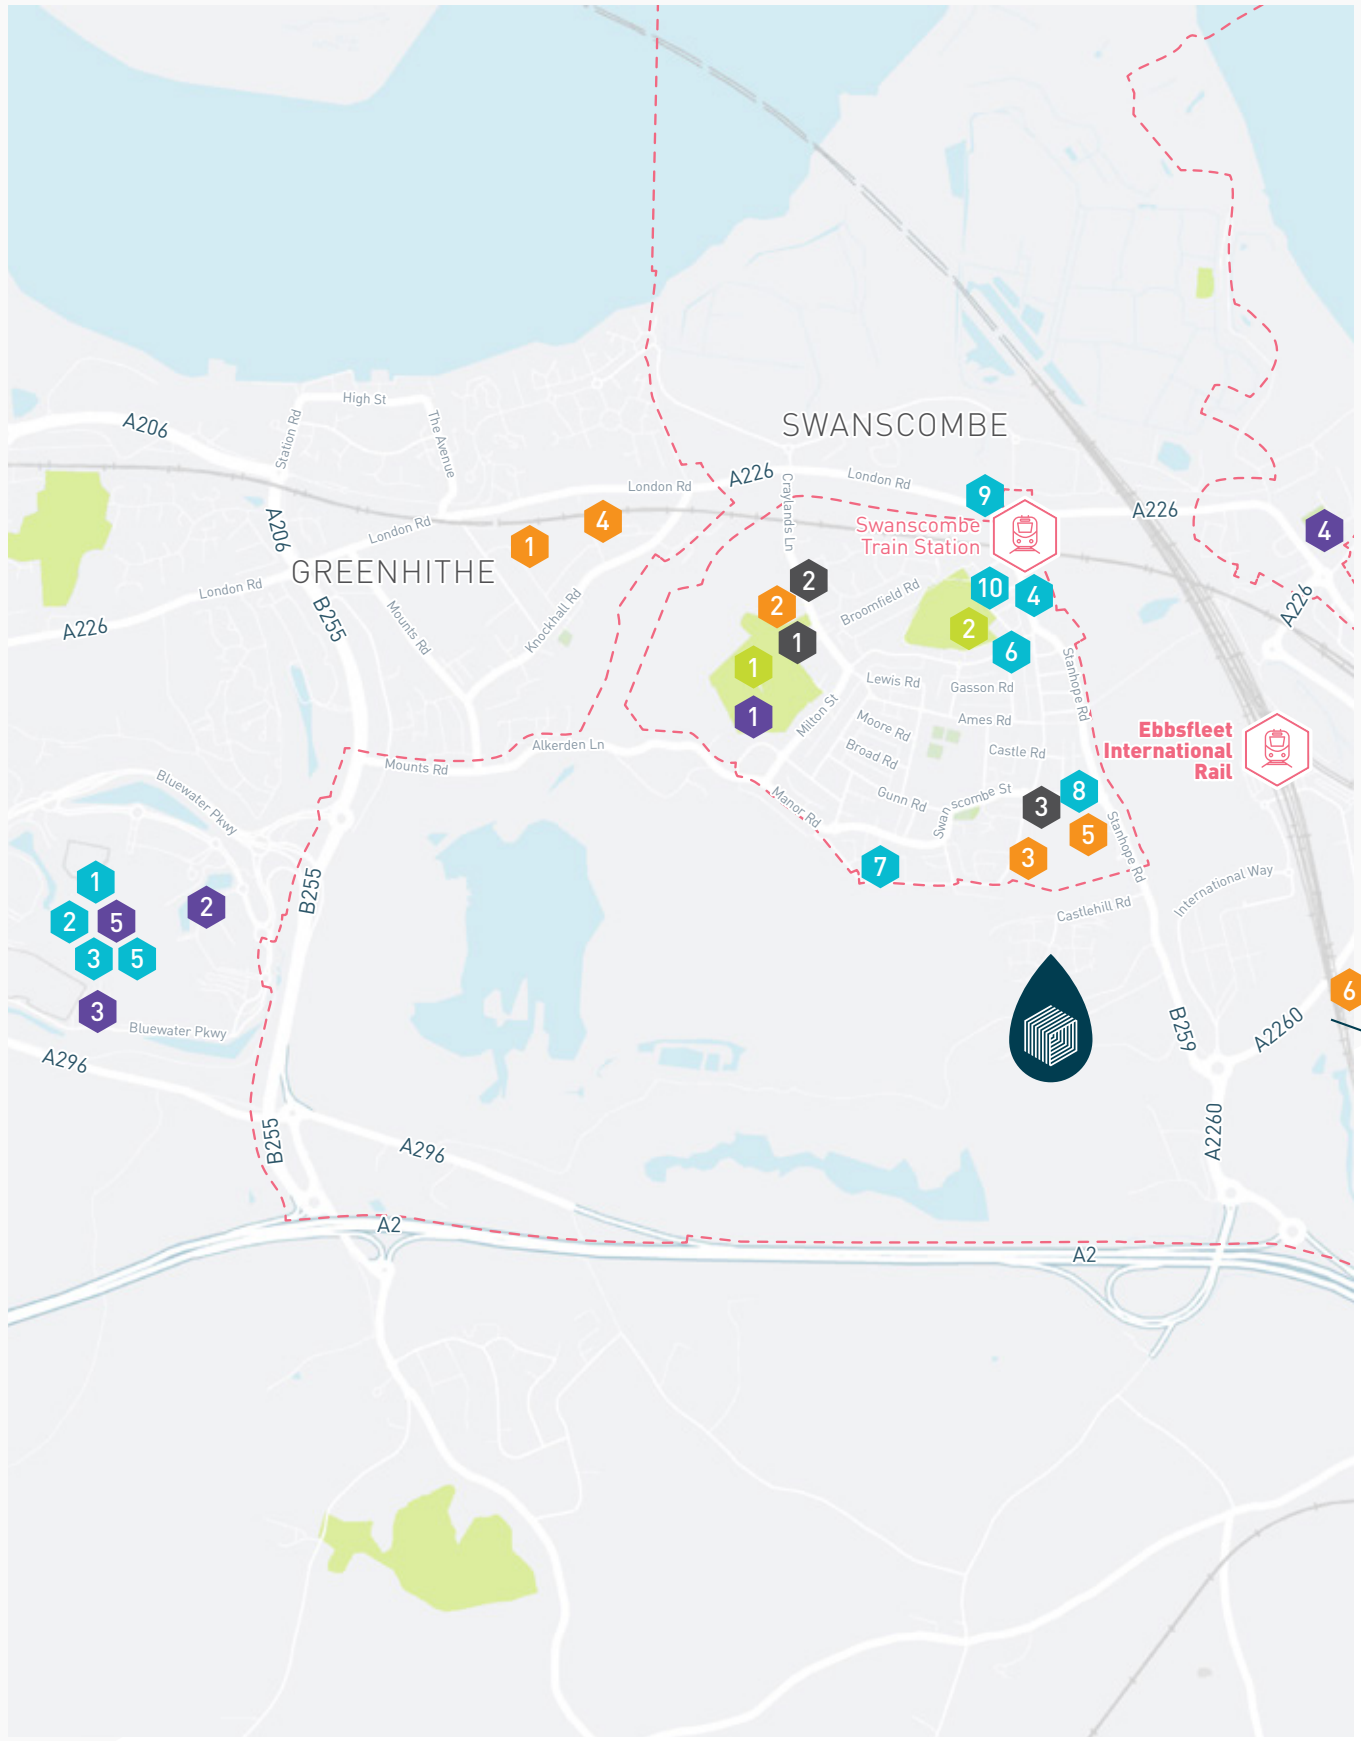 SWANSCOMBE
A206
High St
Station Rd
The Avenue
A226
London Rd
London Rd
Craylands Ln
9
A226
4
A206
London Rd
4
1
Swanscombe
Train Station
GREENHITHE
London Rd
A226
B255
Mounts Rd
Knockhall Rd
2
2
1
1
1
Broomfield Rd
10
4
2
6
A226
Stanhope Rd
Lewis Rd
Gasson Rd
Milton St
Moore Rd
Ames Rd
Broad Rd
Castle Rd
Ebbsfleet
International
Rail
Alkerden Ln
Mounts Rd
Bluewater Pkwy
Manor Rd
Gunn Rd
Swanscombe St
8
3
5
3
Stanhope Rd
7
1
2
5
2
3
5
3
B255
International Way
Castlehill Rd
6
Bluewater Pkwy
A296
B259
A2260
A2260
B255
A296
A2
A2